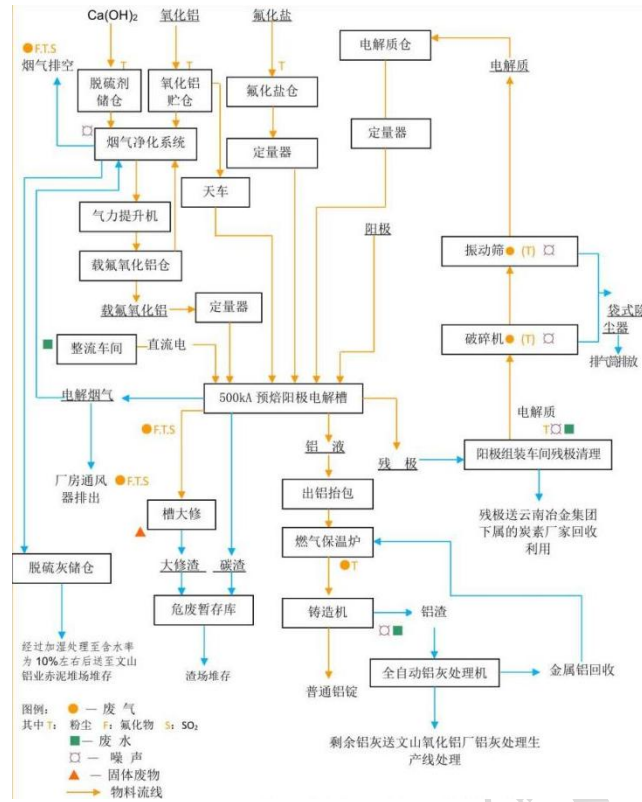 Ca(OH)₂
氧化铝
氟化盐
F.T.S
烟气排空
T
T
T
电解质仓
电解质
脱硫剂
储仓
氧化铝
贮仓
氟化盐仓
烟气净化系统
定量器
定量器
天车
气力提升机
阳极
振动筛
(T)
载氟氧化铝仓
载氟氧化铝
定量器
袋式除
尘器
破碎机
(T)
排气筒排放
整流车间
直流电
电解烟气
500kA 预焙阳极电解槽
电解质
F.T.S
T
铝 液
残 极
阳极组装车间残极清理
厂房通风
器排出
F.T.S
槽大修
出铝抬包
残极送云南冶金集团
下属的炭素厂家回收
利用
燃气保温炉
T
脱硫灰储仓
大修渣
碳渣
危废暂存库
铸造机
铝渣
经过加湿处理至含水率
为10%左右后送至文山
铝业赤泥堆场堆存
渣场堆存
全自动铝灰处理机
金属铝回收
普通铝锭
图例：
— 废 气
其中 T： 粉尘 F：氟化物 S：SO₂
— 废 水
— 噪 声
— 固体废物
物料流线
剩余铝灰送文山氧化铝厂铝灰处理生
产线处理